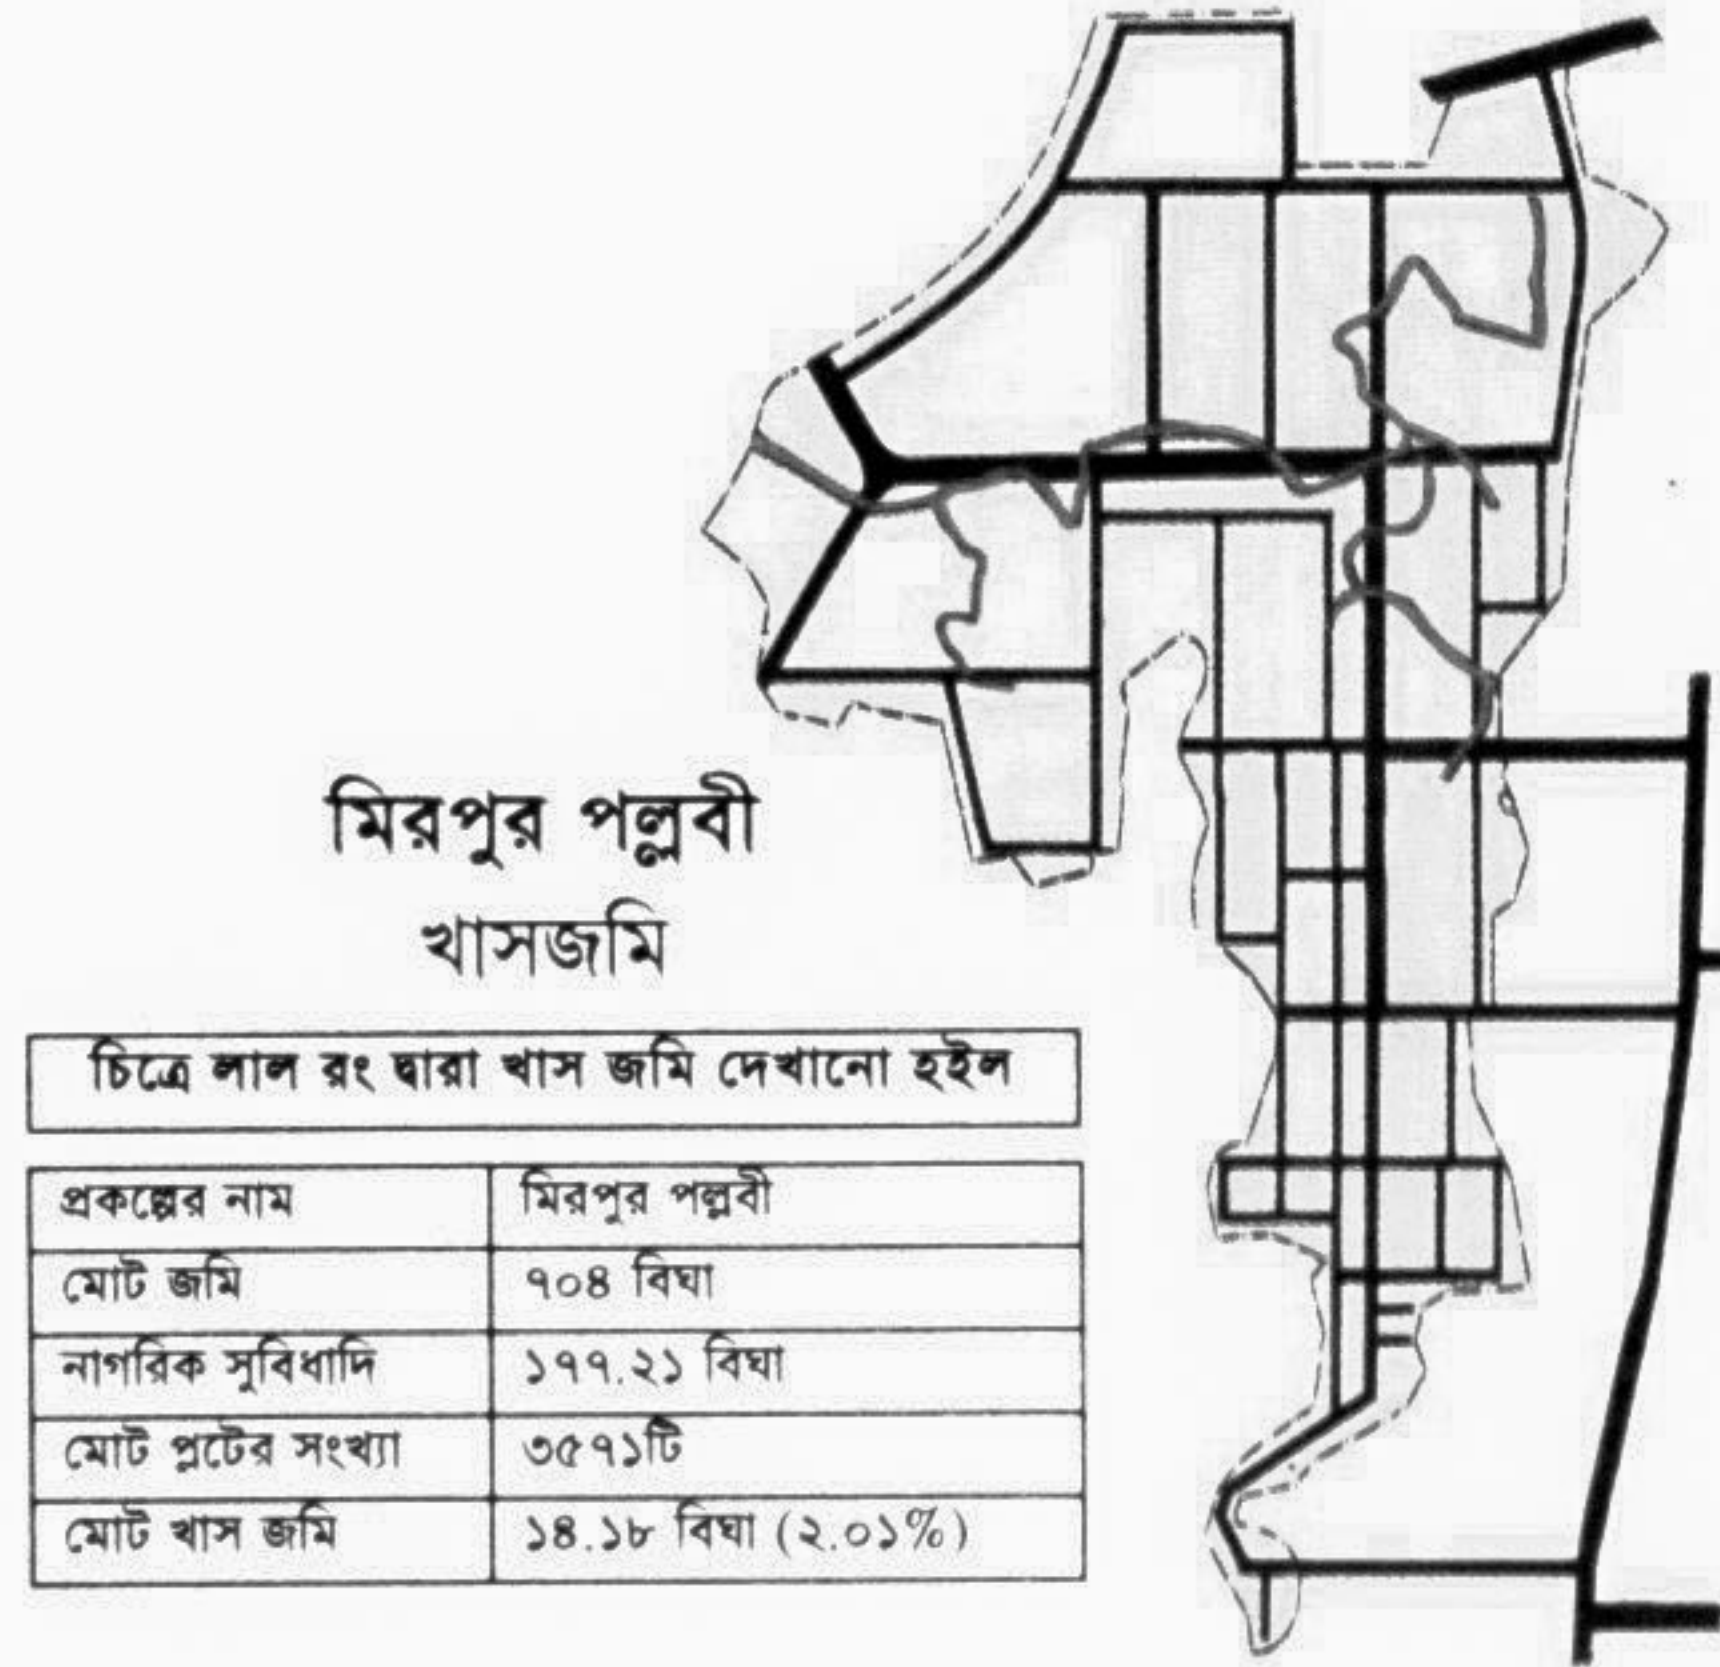 মিরপুর পল্লবী
খাসজমি
চিত্রে লাল রং দ্বারা খাস জমি দেখানো হইল
প্রকল্পের নাম মিরপুর পল্লবী
মোট জমি ৭০৪ বিঘা
নাগরিক সুবিধাদি ১৭৭.২১ বিঘা
মোট প্লটের সংখ্যা ৩৫৭১টি
মোট খাস জমি ১৪.১৮ বিঘা (২.০১%)